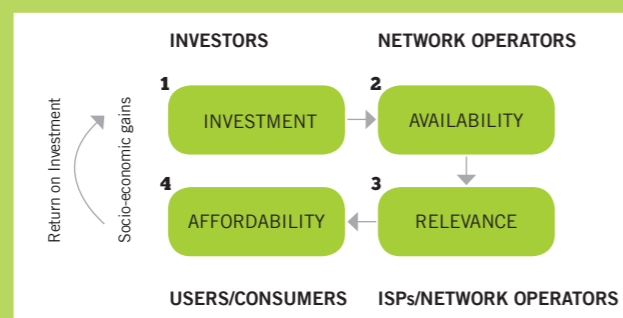 INVESTORS
NETWORK OPERATORS
1
INVESTMENT
2
AVAILABILITY
Return on Investment
Socio-economic gains
4
AFFORDABILITY
3
RELEVANCE
USERS/CONSUMERS
ISPs/NETWORK OPERATORS